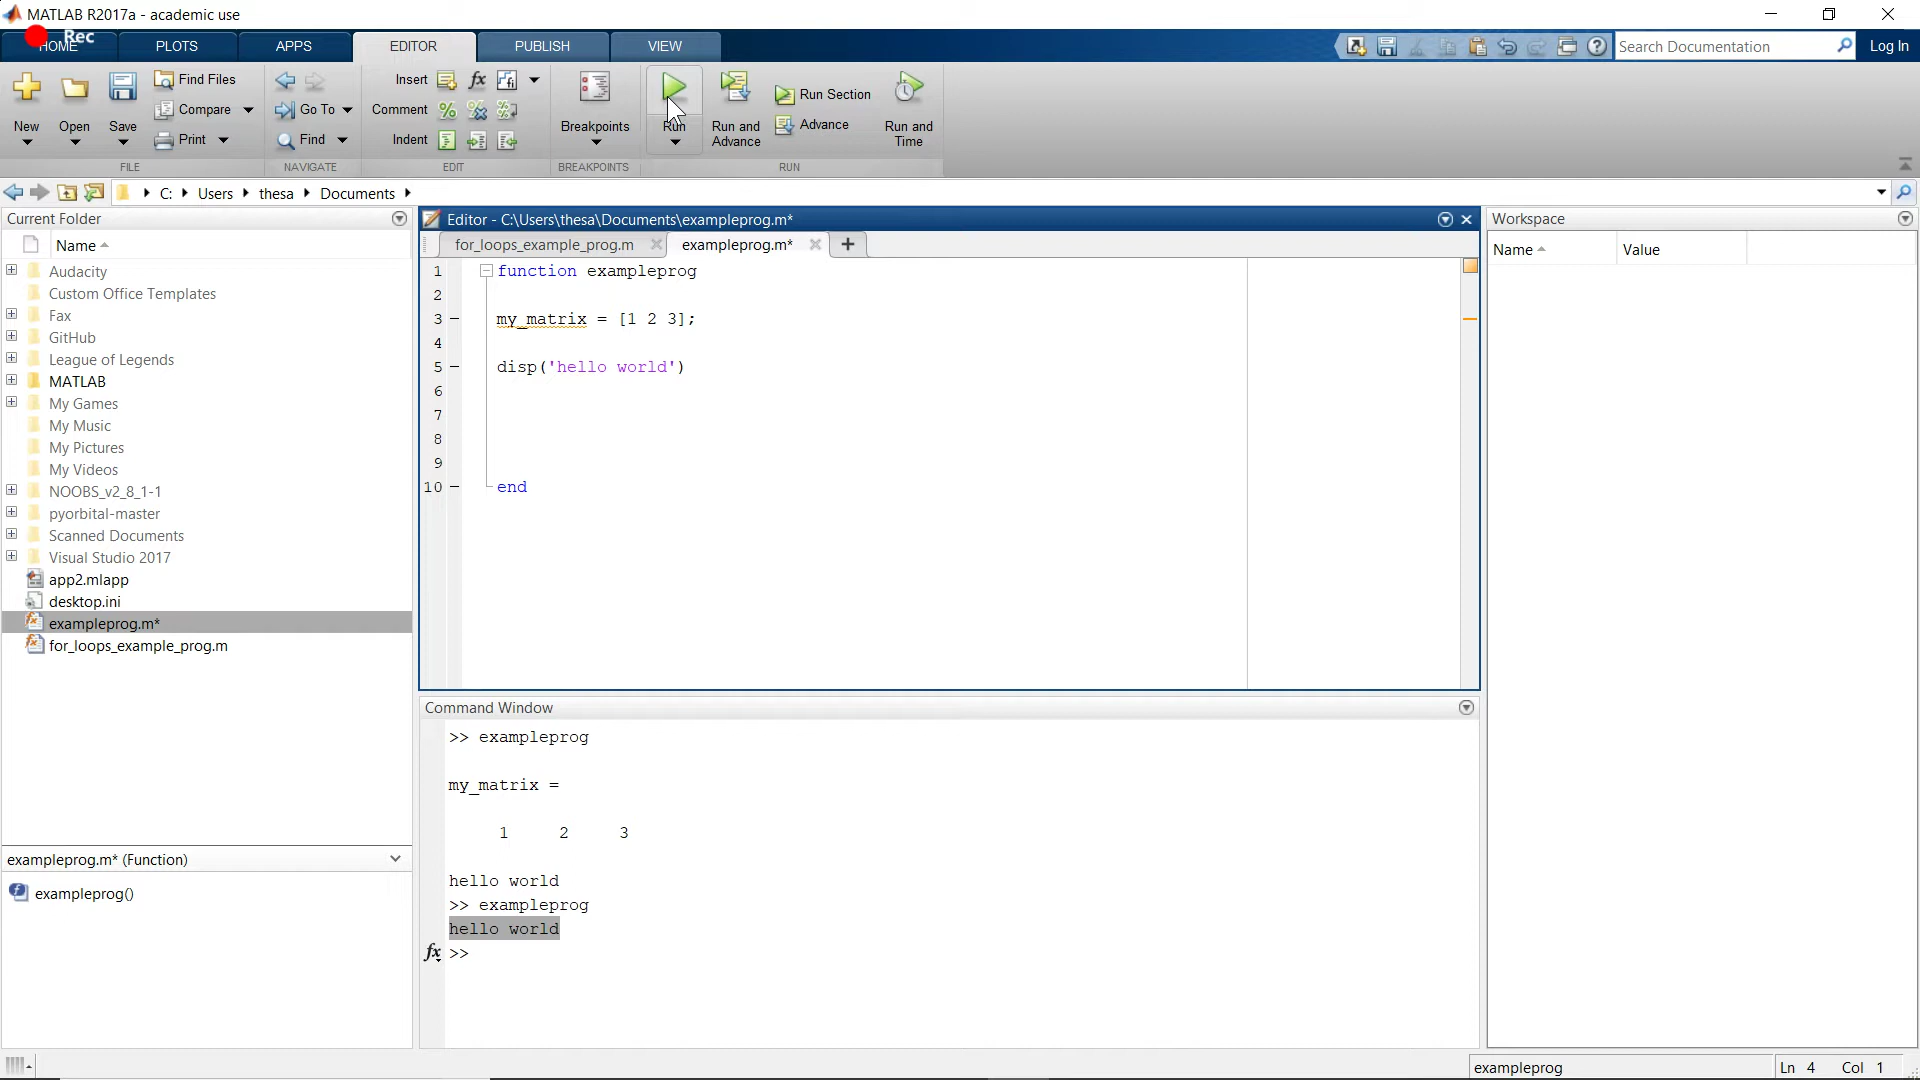 MATLAB R2017a - academic use
Rec
HOME PLOTS APPS EDITOR PUBLISH VIEW
Search Documentation
Log In
New
Open
Save
Find Files
Compare
Print
FILE
Go To
Find
NAVIGATE
Insert fx
Comment
Indent
EDIT
Breakpoints
BREAKPOINTS
Run
Run and Advance
Run Section
Advance
Run and Time
RUN
C: Users thesa Documents
Current Folder
Name
Audacity
Custom Office Templates
Fax
GitHub
League of Legends
MATLAB
My Games
My Music
My Pictures
My Videos
NOOBS_v2_8_1-1
pyorbital-master
Scanned Documents
Visual Studio 2017
app2.mlapp
desktop.ini
exampleprog.m*
for_loops_example_prog.m
exampleprog.m* (Function)
exampleprog()
Editor - C:\Users\thesa\Documents\exampleprog.m*
for_loops_example_prog.m exampleprog.m*
1 function exampleprog
2
3 my_matrix = [1 2 3];
4
5 disp('hello world')
6
7
8
9
10 end
Command Window
>> exampleprog
my_matrix =
1 2 3
hello world
>> exampleprog
hello world
fx >>
Workspace
Name Value
exampleprog
Ln 4 Col 1